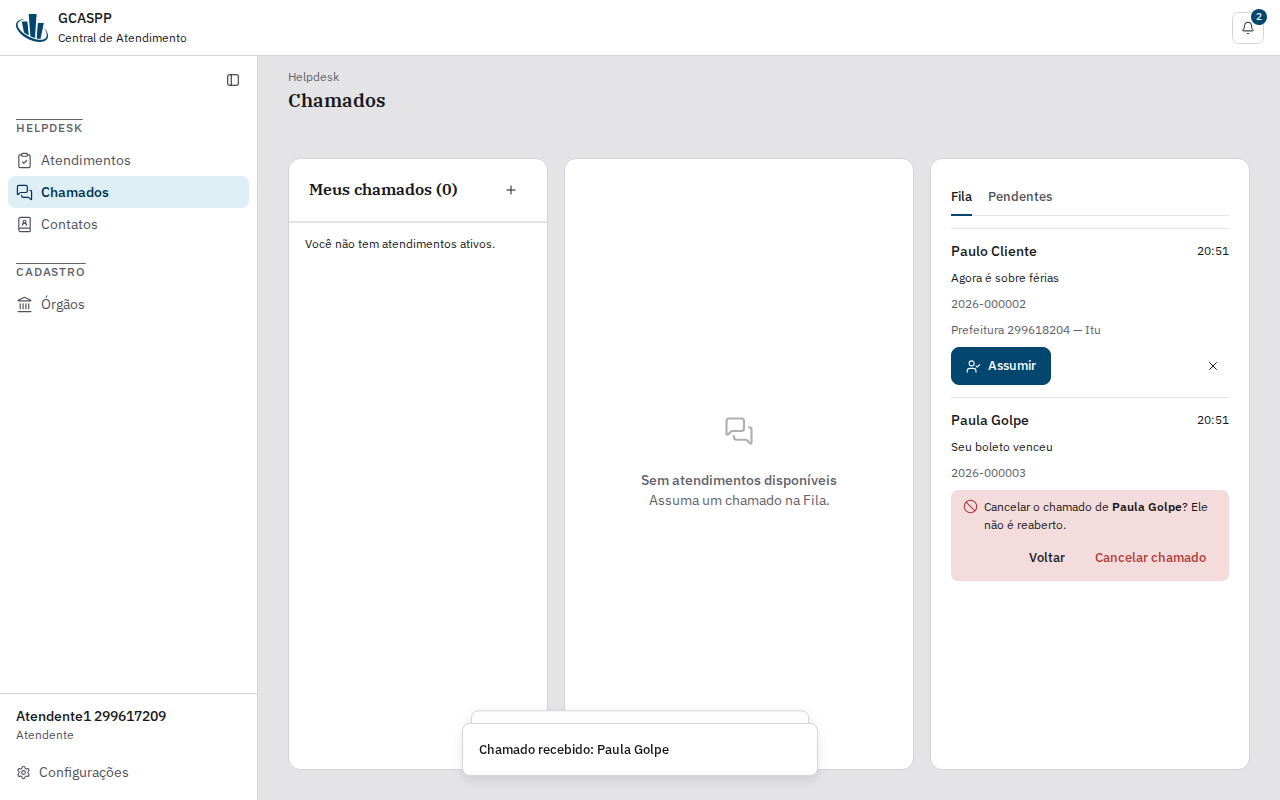 GCASPP
Central de Atendimento
2
HELPDESK
Atendimentos
Chamados
Contatos
CADASTRO
Órgãos
Atendente1 299617209
Atendente
Configurações
Helpdesk
Chamados
Meus chamados (0)
Você não tem atendimentos ativos.
Sem atendimentos disponíveis
Assuma um chamado na Fila.
Fila Pendentes
Paulo Cliente 20:51
Agora é sobre férias
2026-000002
Prefeitura 299618204 — Itu
Assumir
Paula Golpe 20:51
Seu boleto venceu
2026-000003
Cancelar o chamado de Paula Golpe? Ele
não é reaberto.
Voltar Cancelar chamado
Chamado recebido: Paula Golpe